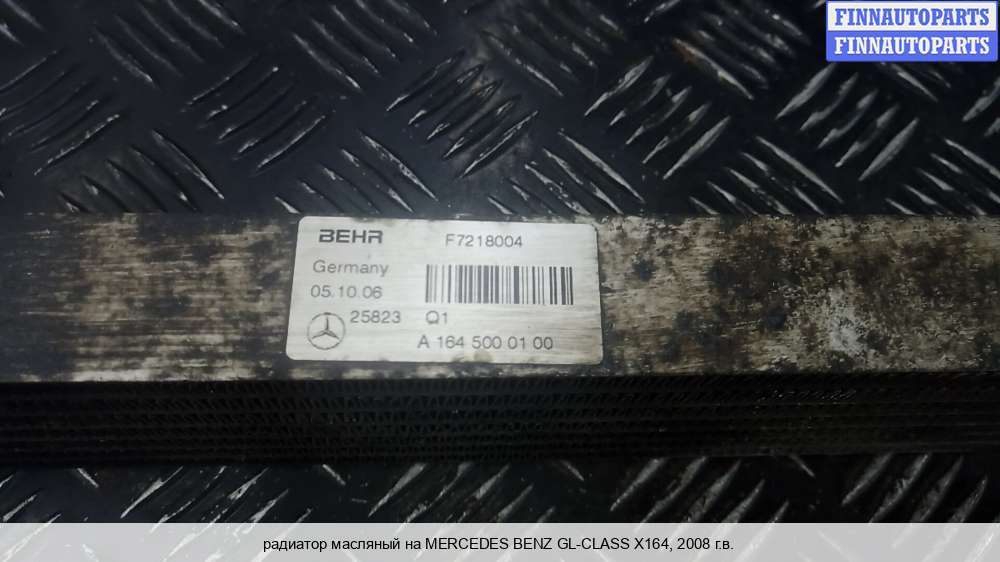 FINNAUTOPARTS
FINNAUTOPARTS
BEHR F7218004
Germany
05.10.06
25823 Q1
A 164 500 01 00
радиатор масляный на MERCEDES BENZ GL-CLASS X164, 2008 г.в.